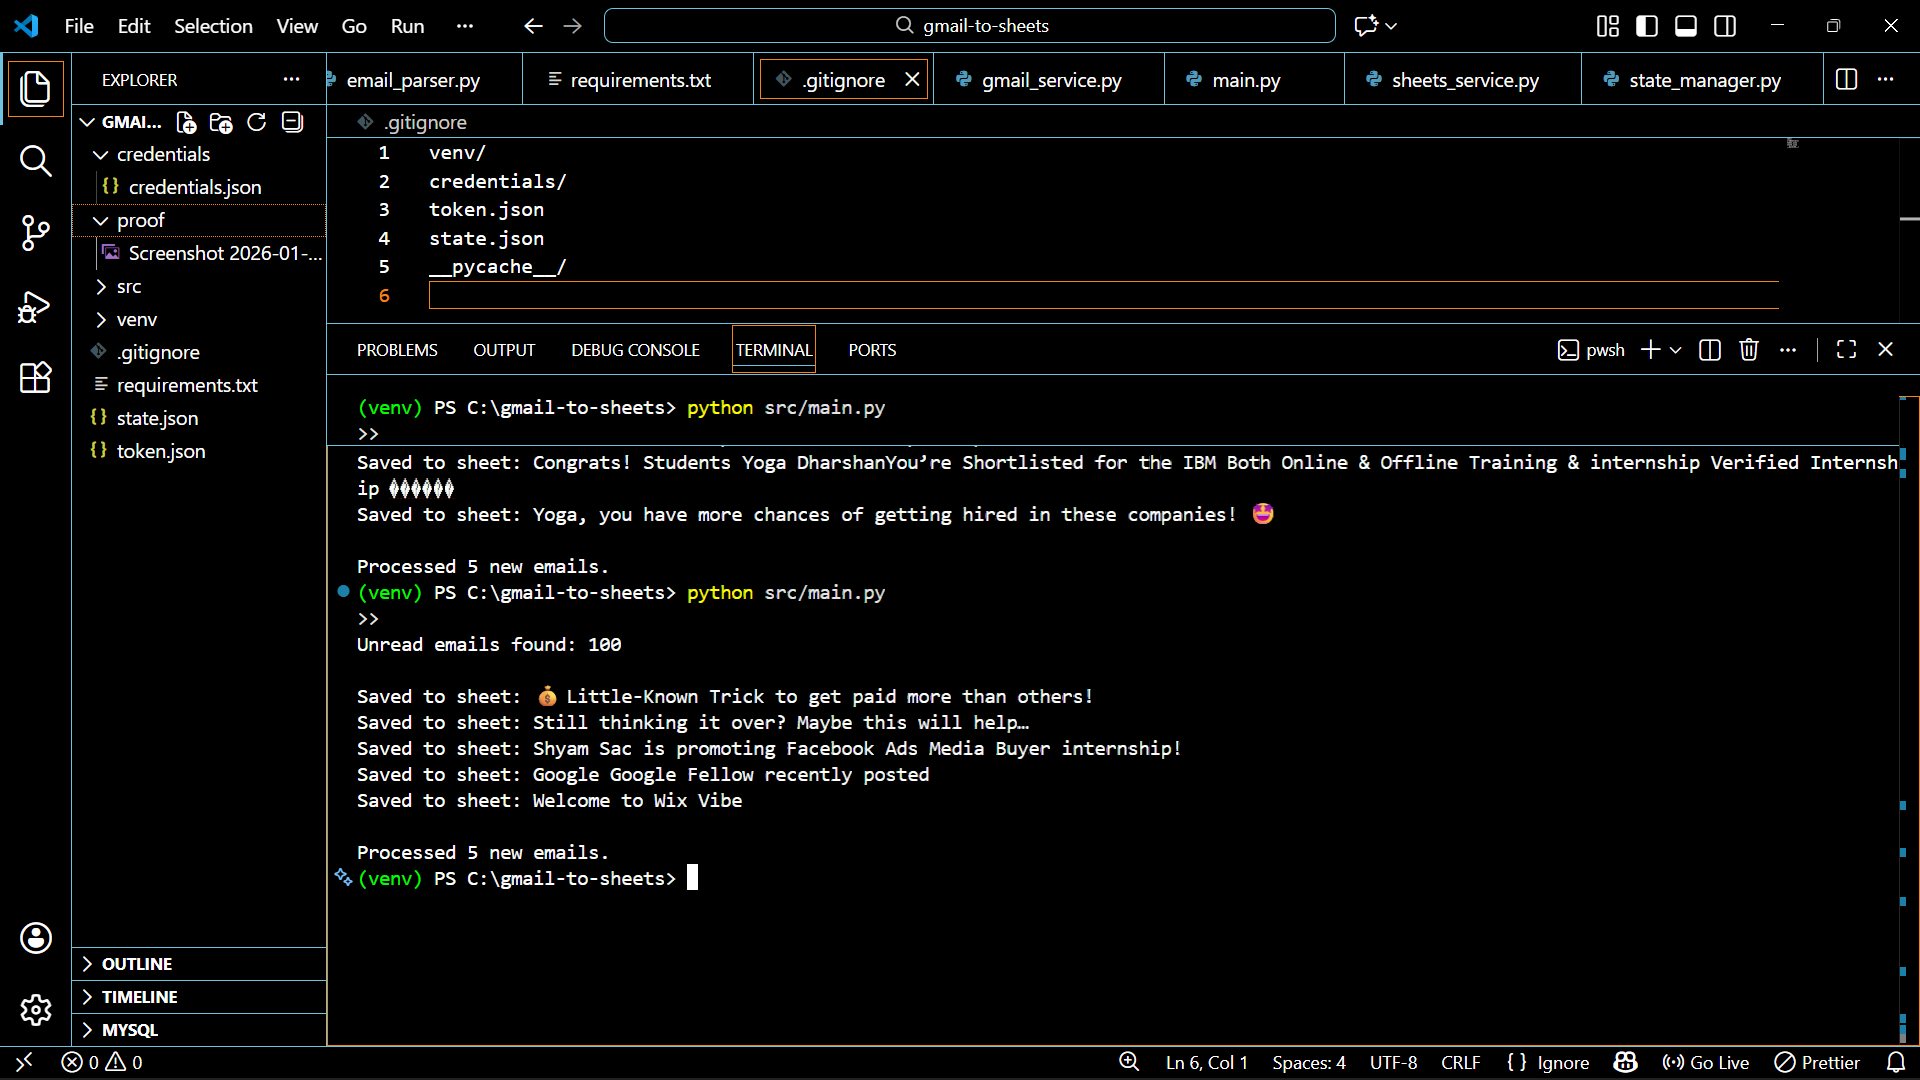 File Edit Selection View Go Run ··· gmail-to-sheets
EXPLORER
email_parser.py requirements.txt .gitignore gmail_service.py main.py sheets_service.py state_manager.py
GMAI...
credentials
credentials.json
proof
Screenshot 2026-01-...
src
venv
.gitignore
requirements.txt
state.json
token.json
OUTLINE
TIMELINE
MYSQL
.gitignore
1 venv/
2 credentials/
3 token.json
4 state.json
5 __pycache__/
6
PROBLEMS OUTPUT DEBUG CONSOLE TERMINAL PORTS pwsh
(venv) PS C:\gmail-to-sheets> python src/main.py
>>
Saved to sheet: Congrats! Students Yoga DharshanYou’re Shortlisted for the IBM Both Online & Offline Training & internship Verified Internsh
ip ������
Saved to sheet: Yoga, you have more chances of getting hired in these companies! 🤩
Processed 5 new emails.
(venv) PS C:\gmail-to-sheets> python src/main.py
>>
Unread emails found: 100
Saved to sheet: 💰 Little-Known Trick to get paid more than others!
Saved to sheet: Still thinking it over? Maybe this will help…
Saved to sheet: Shyam Sac is promoting Facebook Ads Media Buyer internship!
Saved to sheet: Google Google Fellow recently posted
Saved to sheet: Welcome to Wix Vibe
Processed 5 new emails.
(venv) PS C:\gmail-to-sheets>
0 0 Ln 6, Col 1 Spaces: 4 UTF-8 CRLF { } Ignore Go Live Prettier